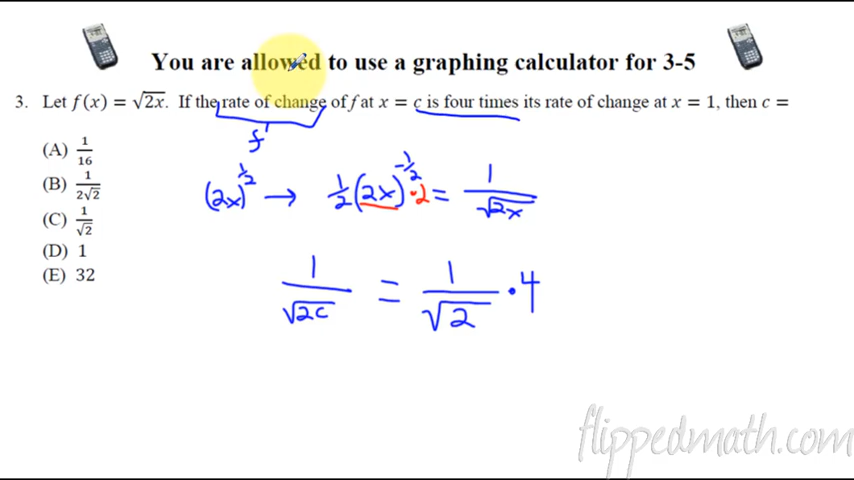 You are allowed to use a graphing calculator for 3-5
3. Let f(x) = √2x. If the rate of change of f at x = c is four times its rate of change at x = 1, then c =
f'
(A) 1/16
(B) 1/2√2
(C) 1/√2
(D) 1
(E) 32
(2x)^1/2 → 1/2(2x)^-1/2 · 2 = 1/√2x
1/√2c = 1/√2 · 4
flippedmath.com